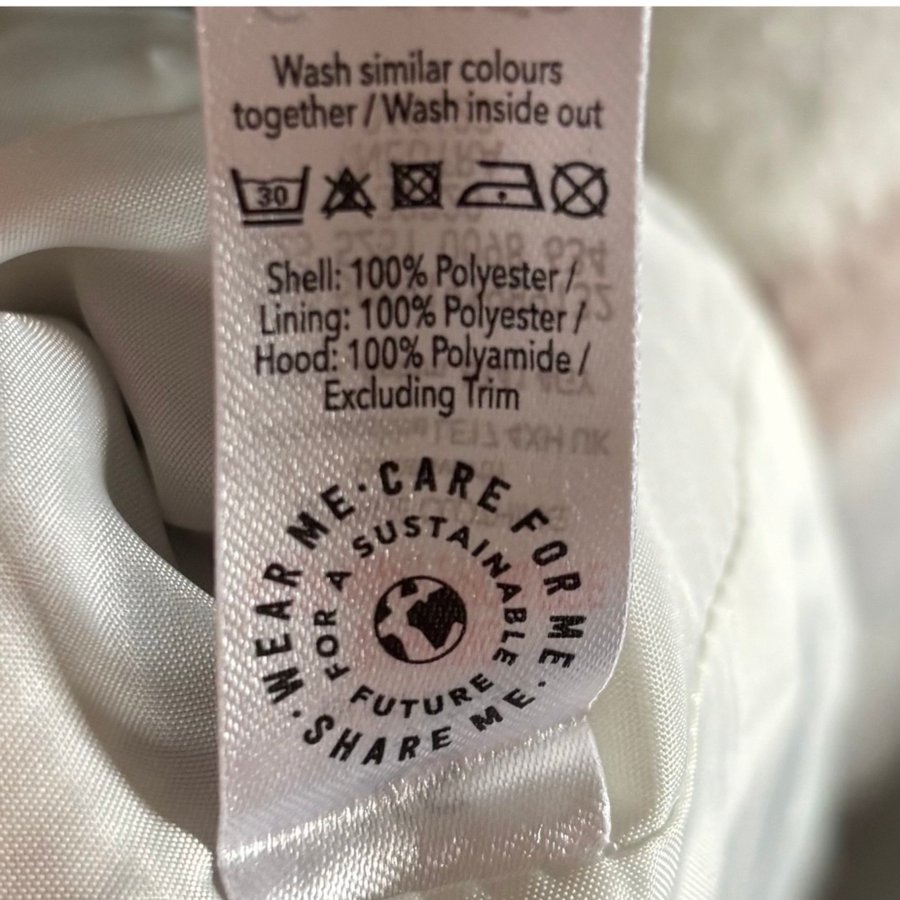 Wash similar colours
together / Wash inside out
30
Shell: 100% Polyester /
Lining: 100% Polyester /
Hood: 100% Polyamide /
Excluding Trim
WEAR ME · CARE FOR ME · SHARE ME ·
FOR A SUSTAINABLE FUTURE